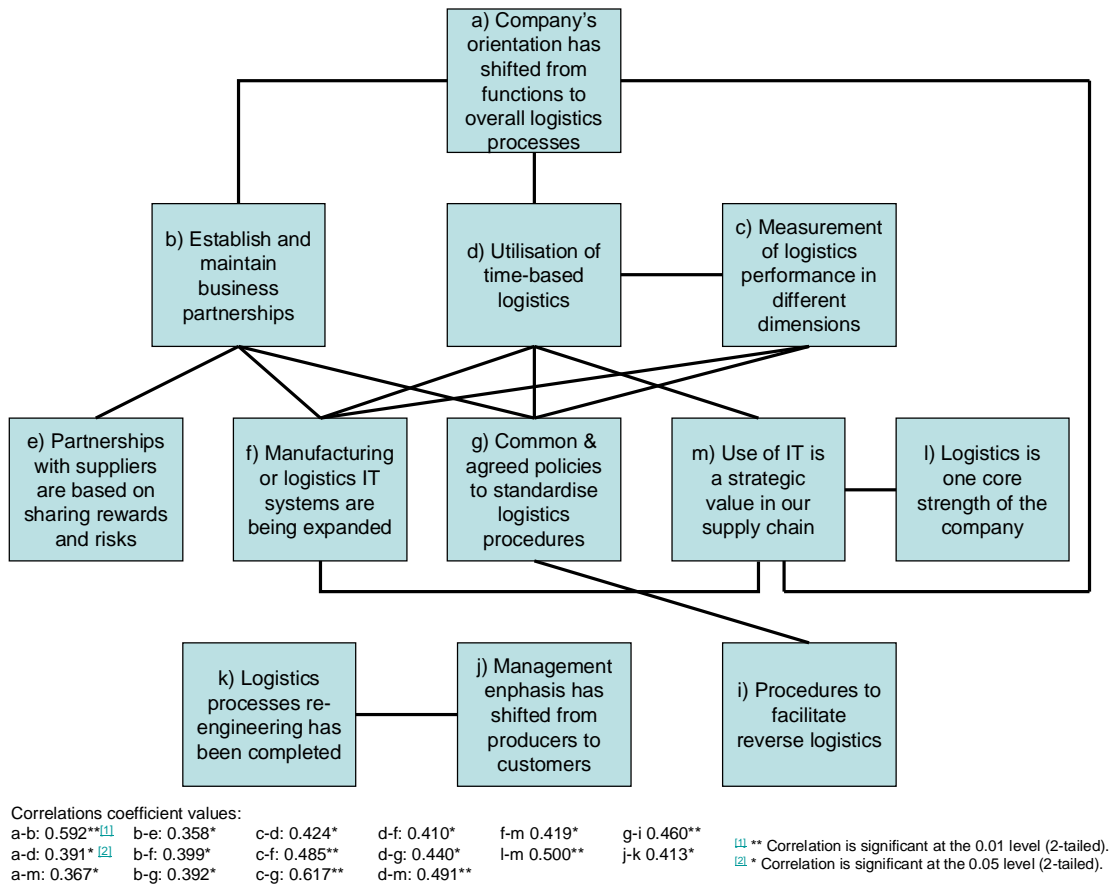 a) Company's
orientation has
shifted from
functions to
overall logistics
processes
b) Establish and
maintain
business
partnerships
d) Utilisation of
time-based
logistics
c) Measurement
of logistics
performance in
different
dimensions
e) Partnerships
with suppliers
are based on
sharing rewards
and risks
f) Manufacturing
or logistics IT
systems are
being expanded
g) Common &
agreed policies
to standardise
logistics
procedures
m) Use of IT is
a strategic
value in our
supply chain
l) Logistics is
one core
strength of the
company
k) Logistics
processes re-
engineering has
been completed
j) Management
enphasis has
shifted from
producers to
customers
i) Procedures to
facilitate
reverse logistics
Correlations coefficient values:
a-b: 0.592**[1] b-e: 0.358* c-d: 0.424* d-f: 0.410* f-m 0.419* g-i 0.460**
a-d: 0.391* [2] b-f: 0.399* c-f: 0.485** d-g: 0.440* l-m 0.500** j-k 0.413*
a-m: 0.367* b-g: 0.392* c-g: 0.617** d-m: 0.491**
[1] ** Correlation is significant at the 0.01 level (2-tailed).
[2] * Correlation is significant at the 0.05 level (2-tailed).